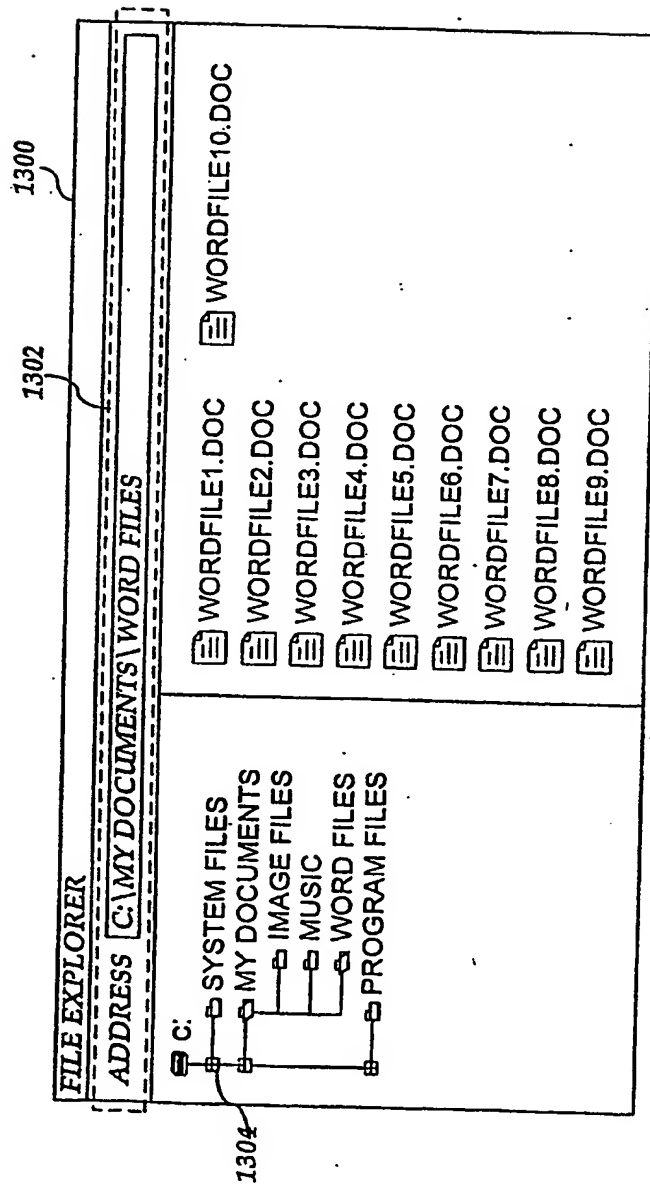 1300
1302
FILE EXPLORER
ADDRESS C:\MY DOCUMENTS\WORD FILES
C:
SYSTEM FILES
MY DOCUMENTS
IMAGE FILES
MUSIC
WORD FILES
PROGRAM FILES
1304
WORDFILE1.DOC
WORDFILE2.DOC
WORDFILE3.DOC
WORDFILE4.DOC
WORDFILE5.DOC
WORDFILE6.DOC
WORDFILE7.DOC
WORDFILE8.DOC
WORDFILE9.DOC
WORDFILE10.DOC